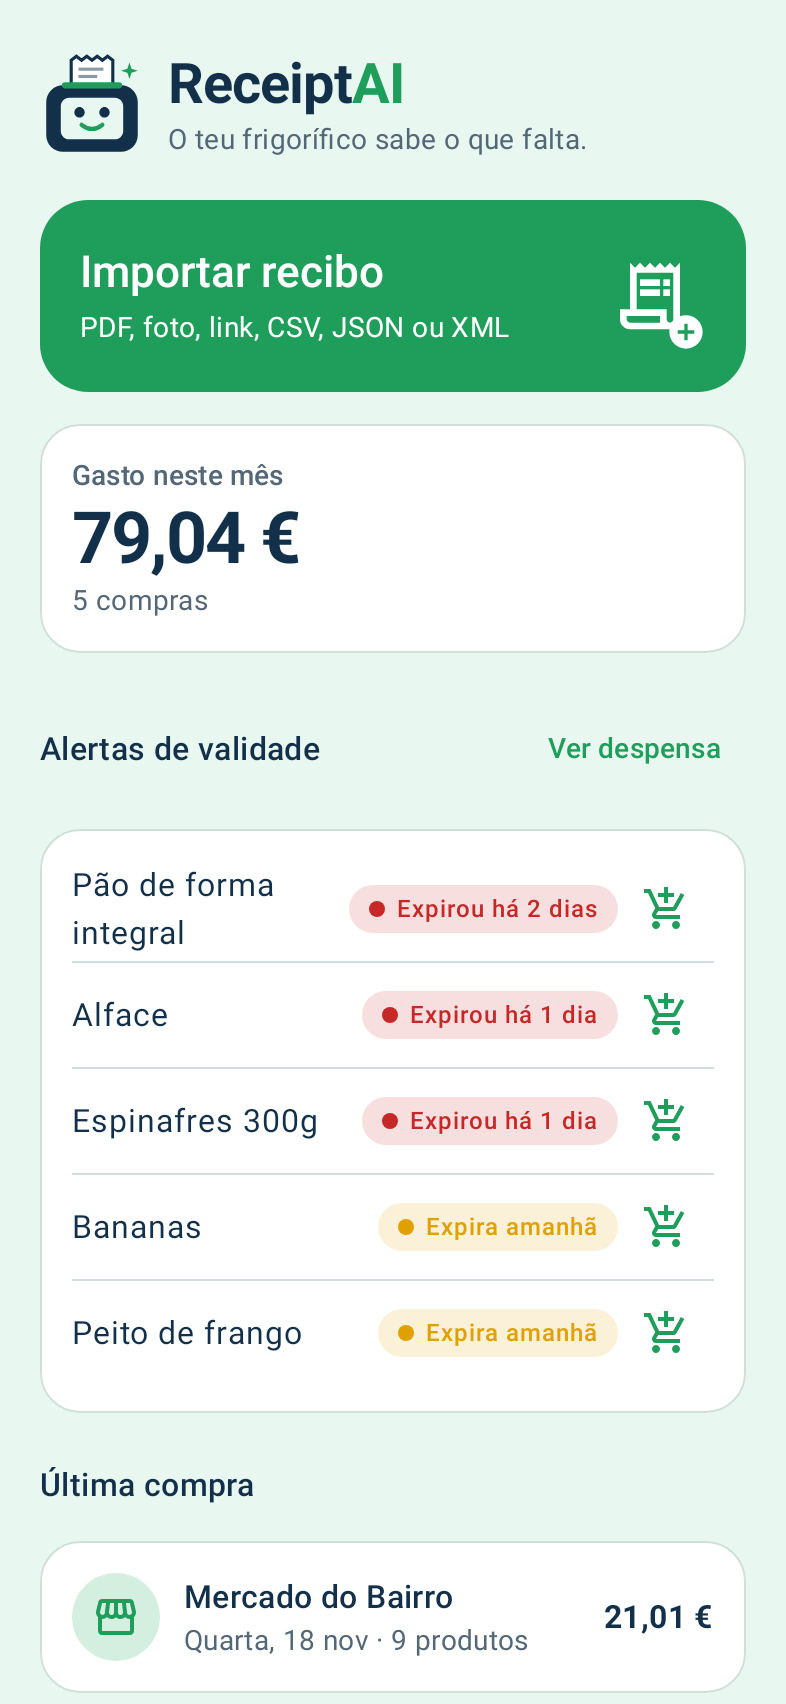 ReceiptAI
O teu frigorífico sabe o que falta.
Importar recibo
PDF, foto, link, CSV, JSON ou XML
Gasto neste mês
79,04 €
5 compras
Alertas de validade
Ver despensa
Pão de forma
integral
Expirou há 2 dias
Alface
Expirou há 1 dia
Espinafres 300g
Expirou há 1 dia
Bananas
Expira amanhã
Peito de frango
Expira amanhã
Última compra
Mercado do Bairro
Quarta, 18 nov · 9 produtos
21,01 €